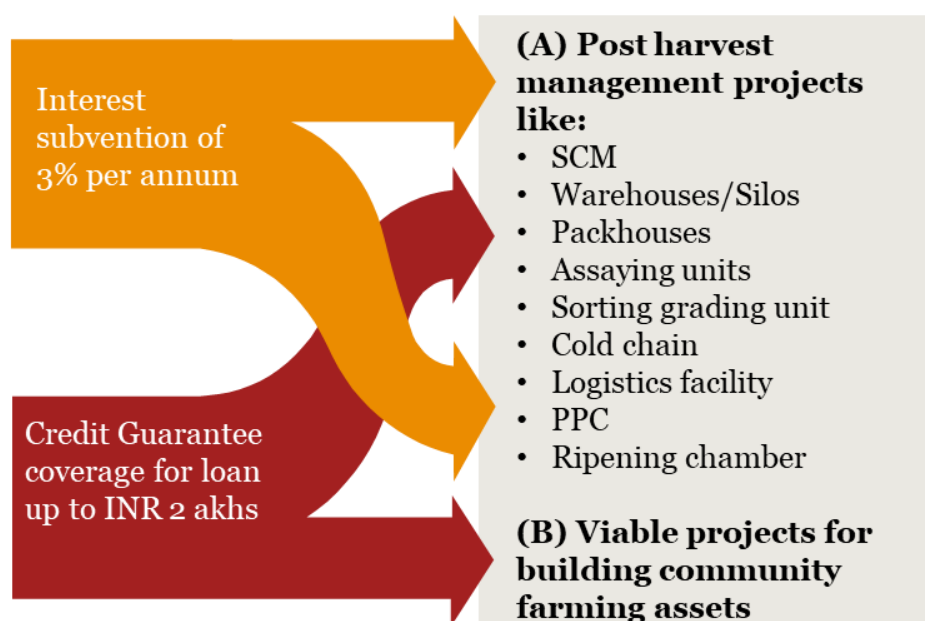 Interest
subvention of
3% per annum
Credit Guarantee
coverage for loan
up to INR 2 akhs
(A) Post harvest
management projects
like:
• SCM
• Warehouses/Silos
• Packhouses
• Assaying units
• Sorting grading unit
• Cold chain
• Logistics facility
• PPC
• Ripening chamber
(B) Viable projects for
building community
farming assets